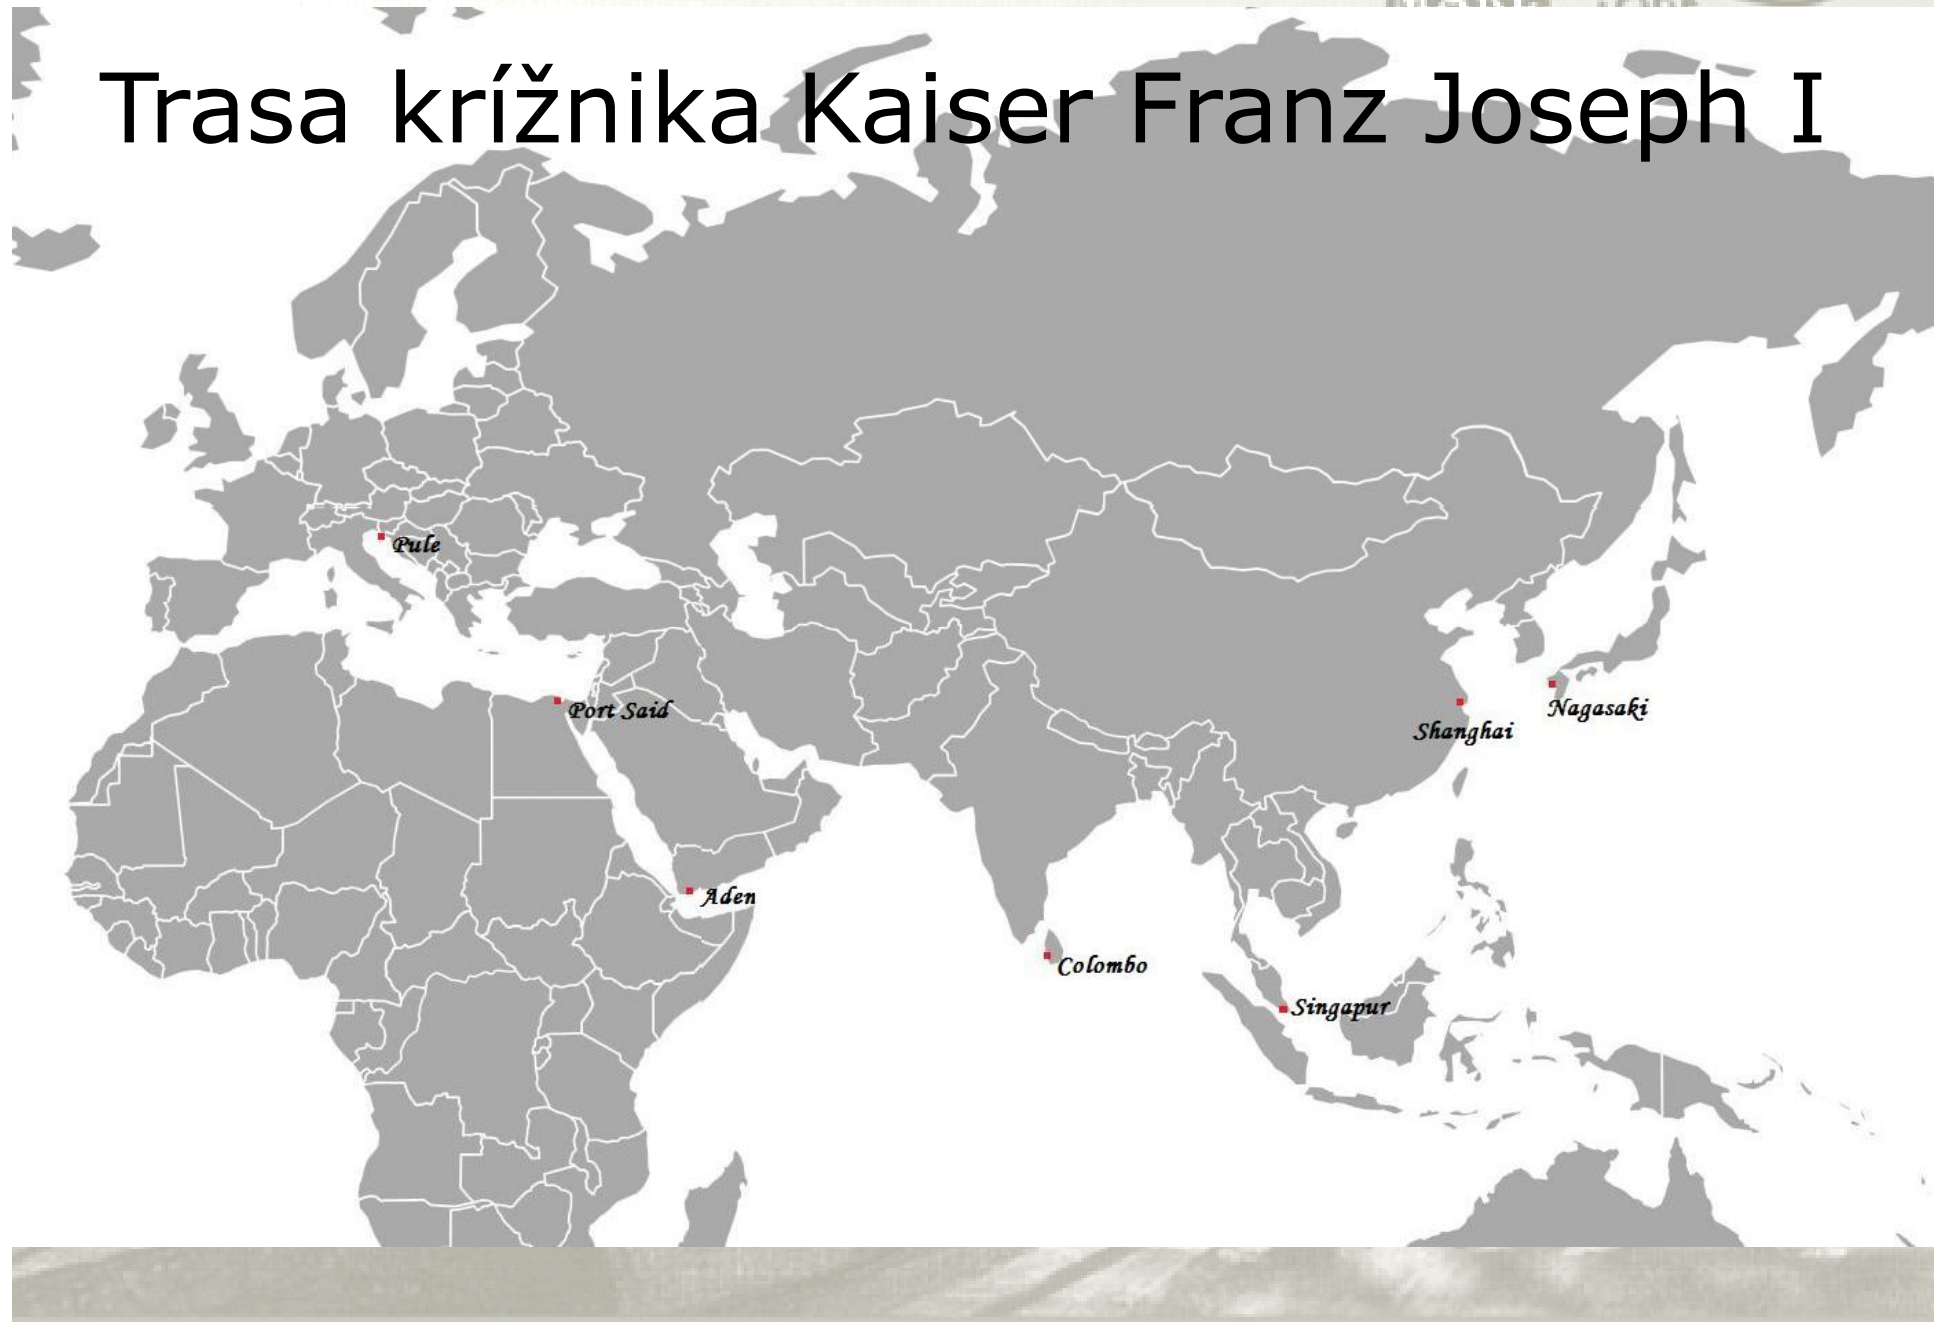 Trasa krížnika Kaiser Franz Joseph I
Pule
Port Said
Nagasaki
Shanghai
Aden
Colombo
Singapur